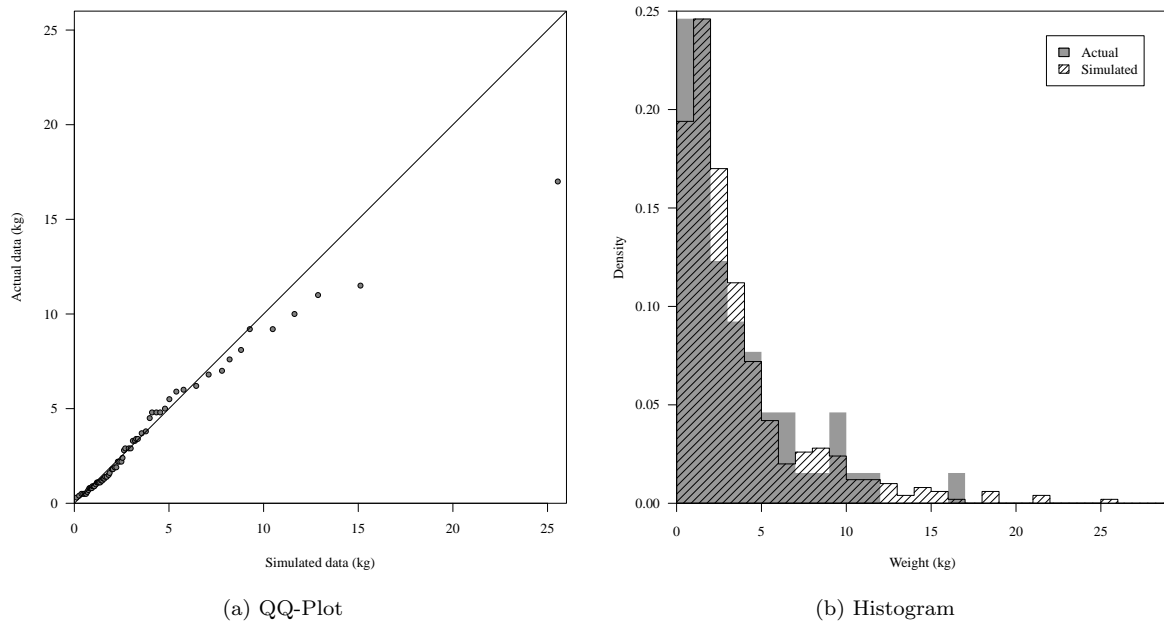 25
20
15
10
5
0
Actual data (kg)
0 5 10 15 20 25
Simulated data (kg)
(a) QQ-Plot
0.25
0.20
0.15
0.10
0.05
0.00
Density
Actual
Simulated
0 5 10 15 20 25
Weight (kg)
(b) Histogram